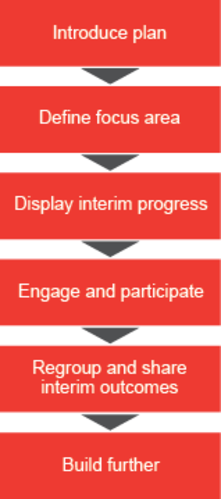 Introduce plan
Define focus area
Display interim progress
Engage and participate
Regroup and share
interim outcomes
Build further